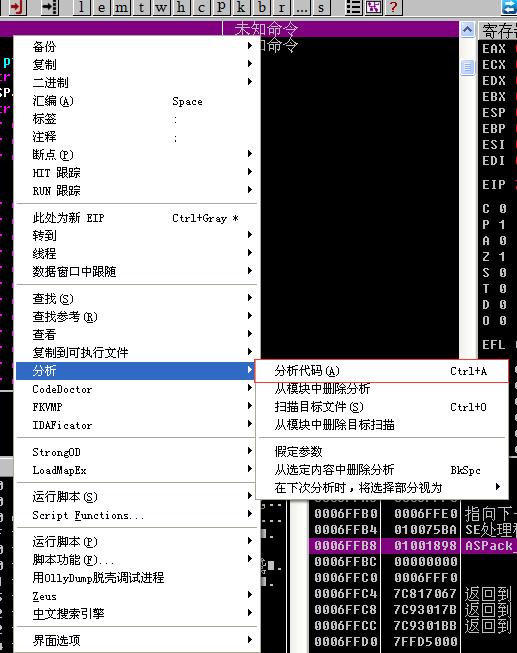 l e m t w h c p k b r ... s ?
未知命令
知命令
寄存器
备份
复制
二进制
汇编(A) Space
标签 :
注释 ;
断点(P)
HIT 跟踪
RUN 跟踪
此处为新 EIP Ctrl+Gray *
转到
线程
数据窗口中跟随
查找(S)
查找参考(R)
查看
复制到可执行文件
分析
CodeDoctor
FKVMP
IDAFicator
StrongOD
LoadMapEx
运行脚本(S)
Script Functions...
运行脚本(P)
脚本功能(F)...
用OllyDump脱壳调试进程
Zeus
中文搜索引擎
界面选项
分析代码(A) Ctrl+A
从模块中删除分析
扫描目标文件(S) Ctrl+O
从模块中删除目标扫描
假定参数
从选定内容中删除分析 BkSpc
在下次分析时，将选择部分视为
EAX
ECX
EDX
EBX
ESP
EBP
ESI
EDI
EIP
C 0
P 1
A 0
Z 1
S 0
T 0
D 0
O 0
EFL
0006FFB0 0006FFE0 指向下一
0006FFB4 010075BA SE处理程
0006FFB8 01001898 ASPack_
0006FFBC 00000000
0006FFC0 0006FFF0
0006FFC4 7C817067 返回到
0006FFC8 7C93017B 返回到
0006FFCC 7C9301BB 返回到
0006FFD0 7FFD5000